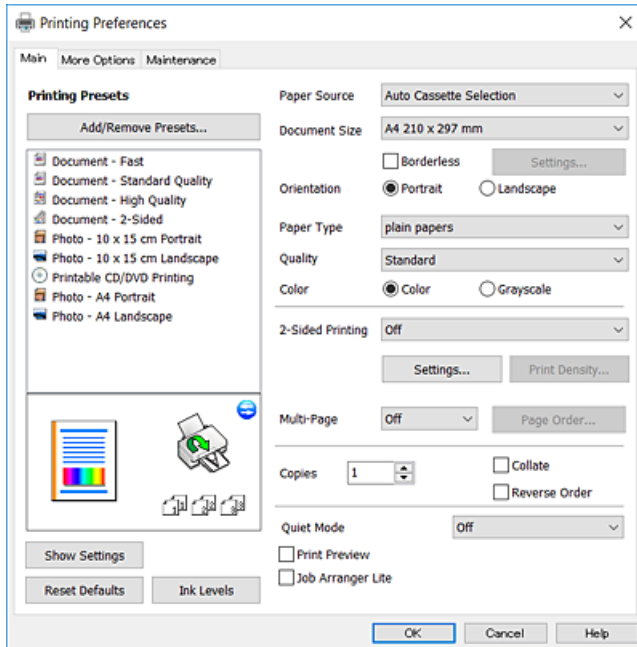 Printing Preferences
Main More Options Maintenance
Printing Presets
Add/Remove Presets...
Document - Fast
Document - Standard Quality
Document - High Quality
Document - 2-Sided
Photo - 10 x 15 cm Portrait
Photo - 10 x 15 cm Landscape
Printable CD/DVD Printing
Photo - A4 Portrait
Photo - A4 Landscape
Show Settings
Reset Defaults Ink Levels
Paper Source Auto Cassette Selection
Document Size A4 210 x 297 mm
Borderless Settings...
Orientation Portrait Landscape
Paper Type plain papers
Quality Standard
Color Color Grayscale
2-Sided Printing Off
Settings... Print Density...
Multi-Page Off Page Order...
Copies 1 Collate
Reverse Order
Quiet Mode Off
Print Preview
Job Arranger Lite
OK Cancel Help